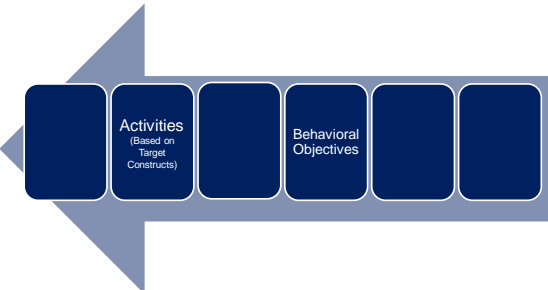 Activities
(Based on
Target
Constructs)
Behavioral
Objectives